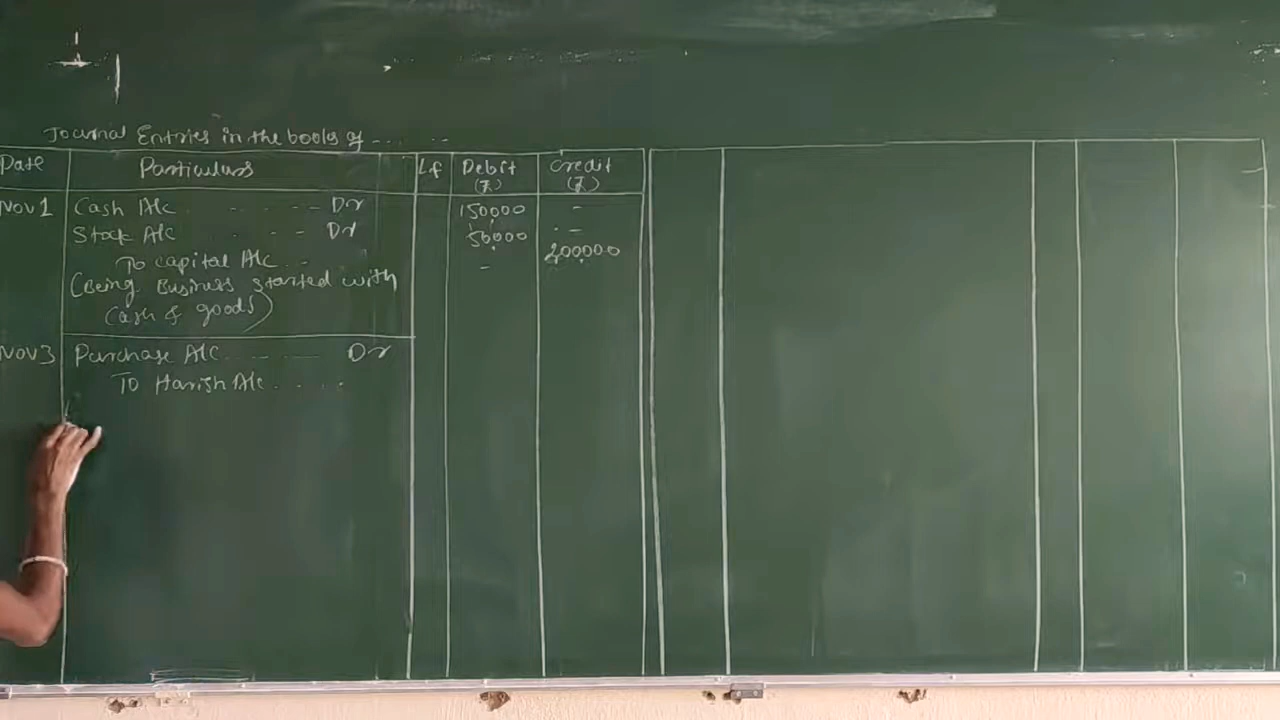 Journal Entries in the books of ... ..
Date Particulars Lf Debit Credit
(₹) (₹)
Nov 1 Cash A/c ........ Dr 150000 -
Stock A/c ..... Dr 50000 -
To capital A/c .. - 200000
(Being Business started with
Cash & goods)
Nov 3 Purchase A/c ....... Dr
To Harish A/c ....